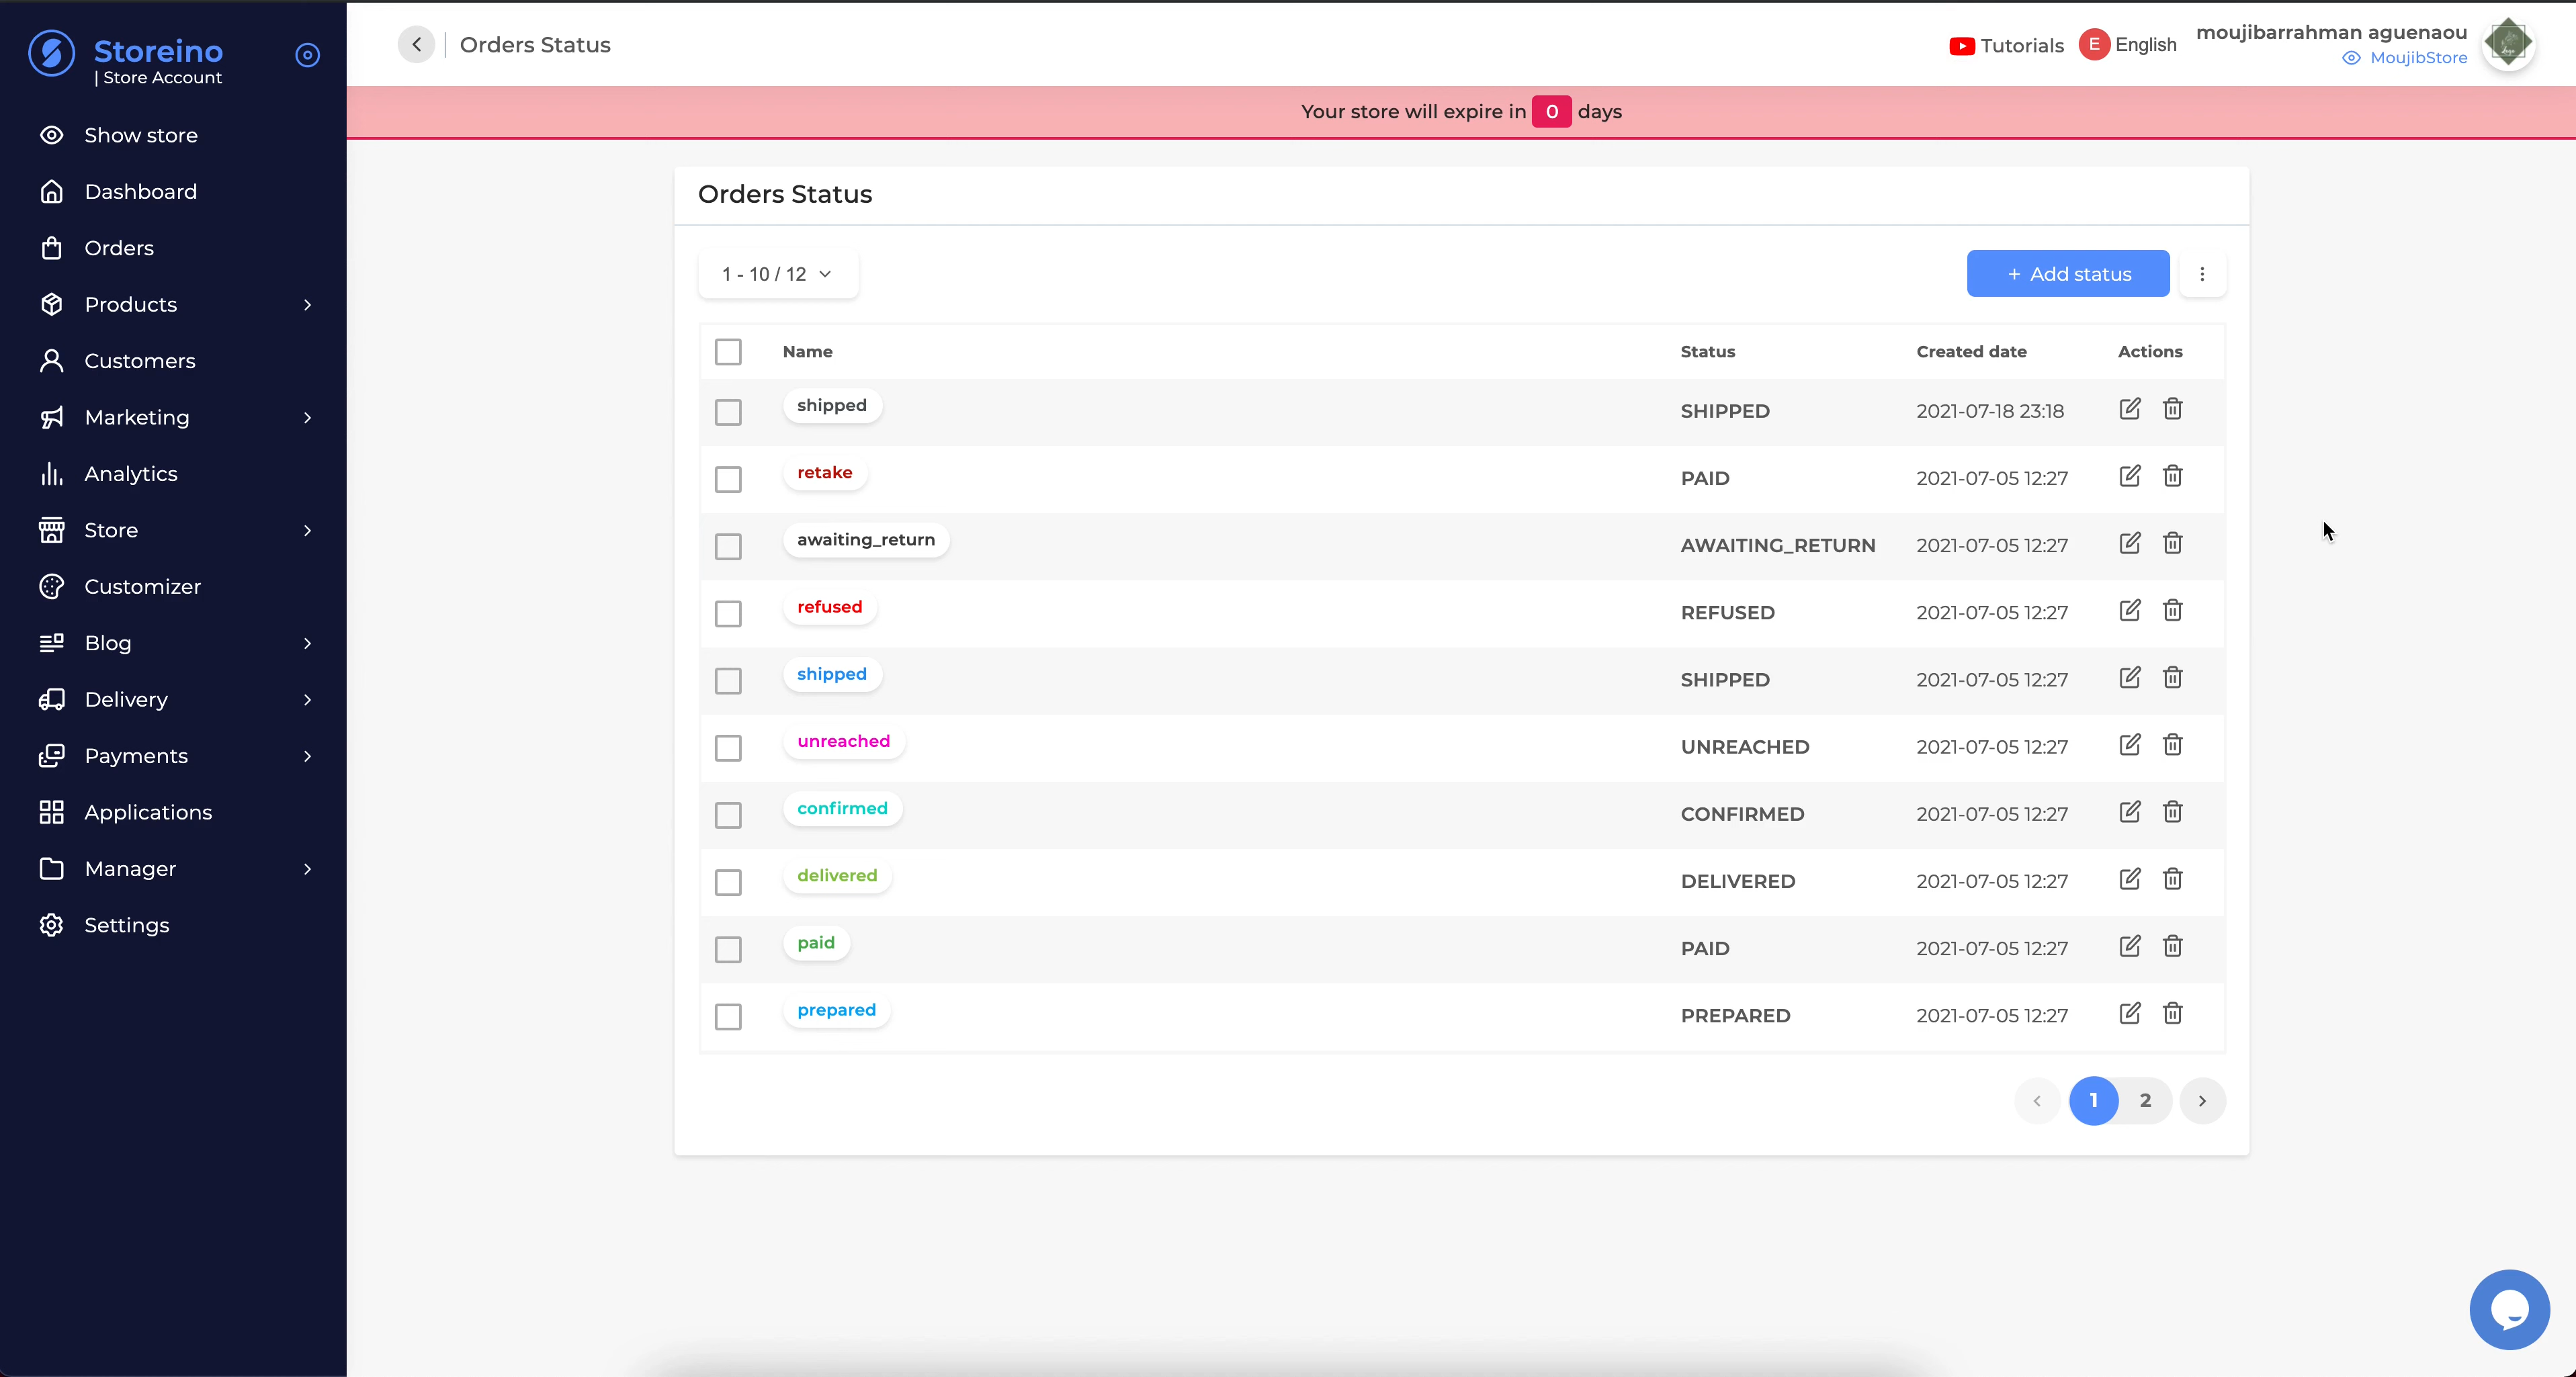 Storeino
| Store Account
Show store
Dashboard
Orders
Products
Customers
Marketing
Analytics
Store
Customizer
Blog
Delivery
Payments
Applications
Manager
Settings
Orders Status
Tutorials
E English
moujibarrahman aguenaou
MoujibStore
Your store will expire in 0 days
Orders Status
1 - 10 / 12
+ Add status
Name Status Created date Actions
shipped SHIPPED 2021-07-18 23:18
retake PAID 2021-07-05 12:27
awaiting_return AWAITING_RETURN 2021-07-05 12:27
refused REFUSED 2021-07-05 12:27
shipped SHIPPED 2021-07-05 12:27
unreached UNREACHED 2021-07-05 12:27
confirmed CONFIRMED 2021-07-05 12:27
delivered DELIVERED 2021-07-05 12:27
paid PAID 2021-07-05 12:27
prepared PREPARED 2021-07-05 12:27
1 2